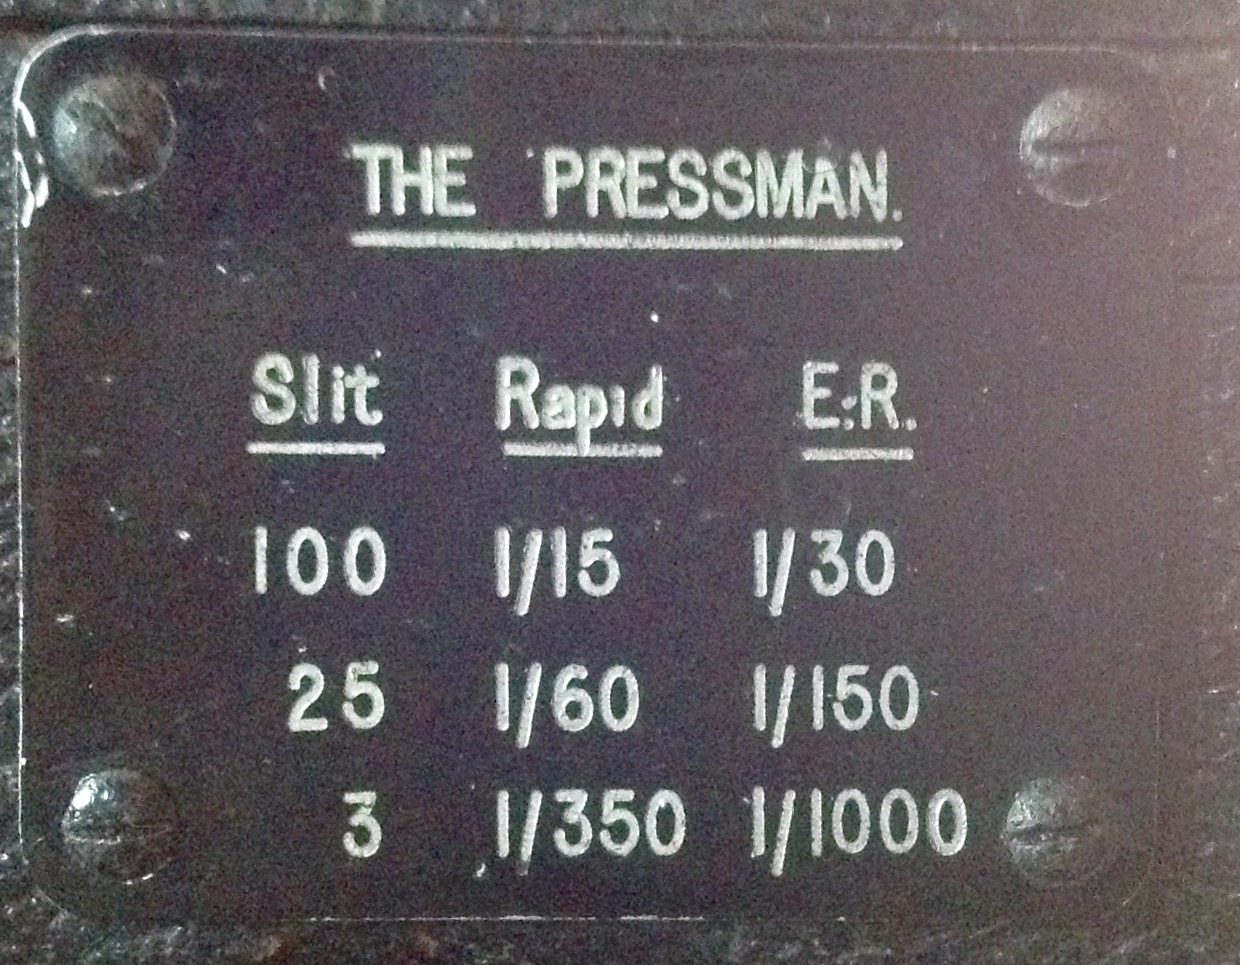 THE PRESSMAN.
Slit Rapid E.R.
100 1/15 1/30
25 1/60 1/150
3 1/350 1/1000